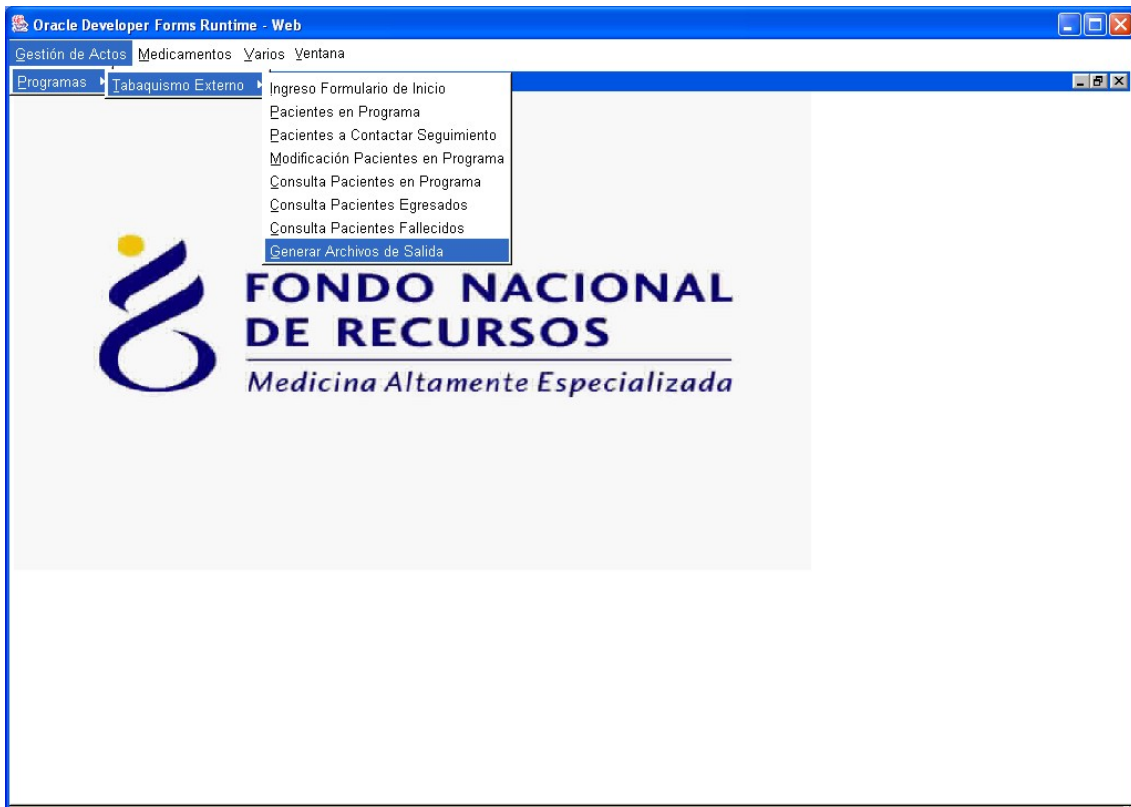 Oracle Developer Forms Runtime - Web
Gestión de Actos Medicamentos Varios Ventana
Programas
Tabaquismo Externo
Ingreso Formulario de Inicio
Pacientes en Programa
Pacientes a Contactar Seguimiento
Modificación Pacientes en Programa
Consulta Pacientes en Programa
Consulta Pacientes Egresados
Consulta Pacientes Fallecidos
Generar Archivos de Salida
FONDO NACIONAL
DE RECURSOS
Medicina Altamente Especializada